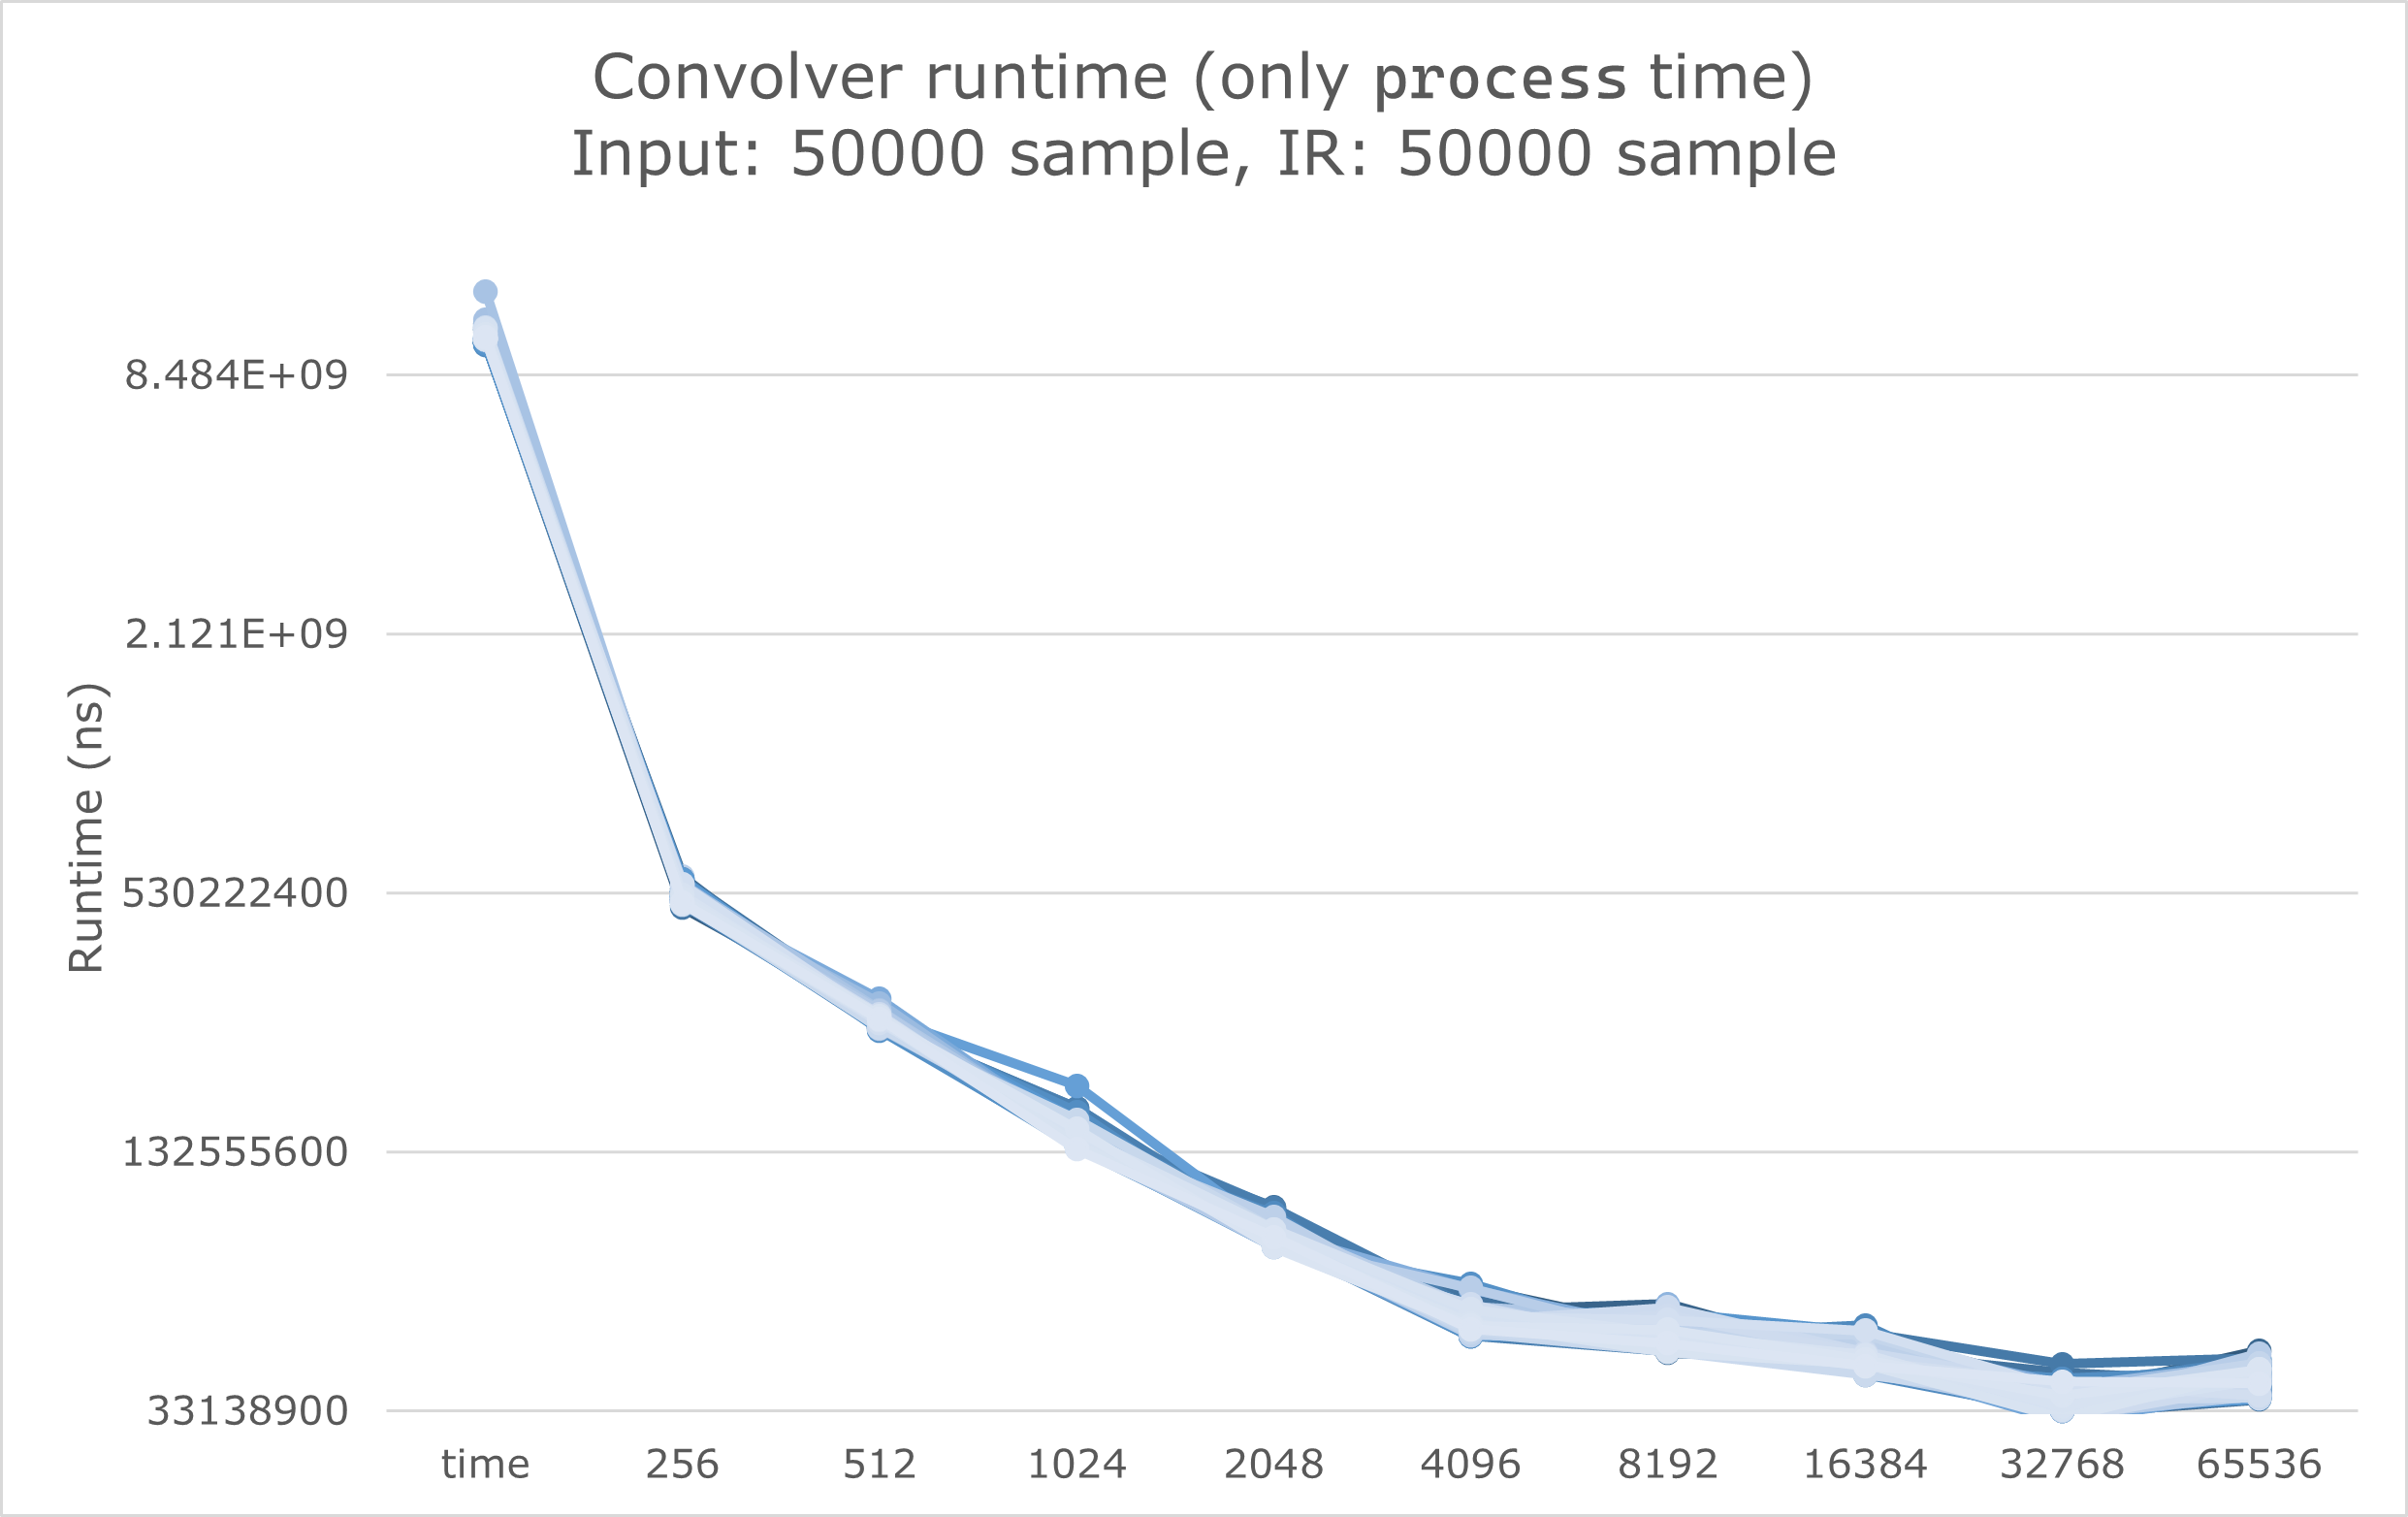 Convolver runtime (only process time)
Input: 50000 sample, IR: 50000 sample
Runtime (ns)
8.484E+09
2.121E+09
530222400
132555600
33138900
time 256 512 1024 2048 4096 8192 16384 32768 65536